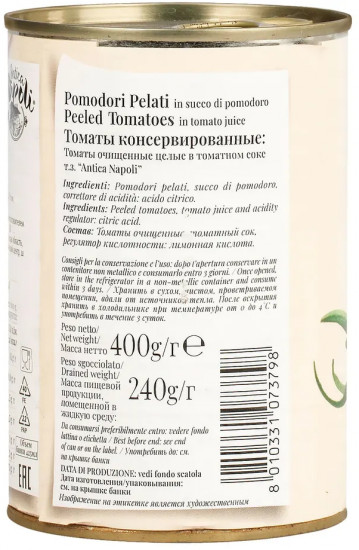 Antica
Napoli
Pomodori Pelati in succo di pomodoro
Peeled Tomatoes in tomato juice
Томаты консервированные:
Томаты очищенные целые в томатном соке
т.з. "Antica Napoli"
Ingredienti: Pomodori pelati, succo di pomodoro,
correttore di acidità: acido citrico.
Ingredients: Peeled tomatoes, tomato juice and acidity
regulator: citric acid.
Состав: Томаты очищенные, томатный сок,
регулятор кислотности: лимонная кислота.
Consigli per la conservazione e l'uso: dopo l'apertura conservare in un
contenitore non metallico e consumarlo entro 3 giorni. / Once opened,
store in the refrigerator in a non-metallic container and consume
within 3 days. / Хранить в сухом, чистом, проветриваемом
помещении, вдали от источников тепла. После вскрытия
хранить в холодильнике при температуре от 0 до 4°C и
употребить в течение 3 суток.
Peso netto/
Net weight/
Масса нетто 400g/г ℮
Peso sgocciolato/
Drained weight/
Масса пищевой
продукции, 240g/г
помещенной в
жидкую среду:
Da consumarsi preferibilmente entro: vedere fondo
lattina o etichetta / Best before end: see end
of can or on the label. / Употребить до: см.
на крышке банки
DATA DI PRODUZIONE: vedi fondo scatola
Дата изготовления/упаковывания:
см. на крышке банки
Изображение на этикетке является художественным
8 010331 073798
EAC